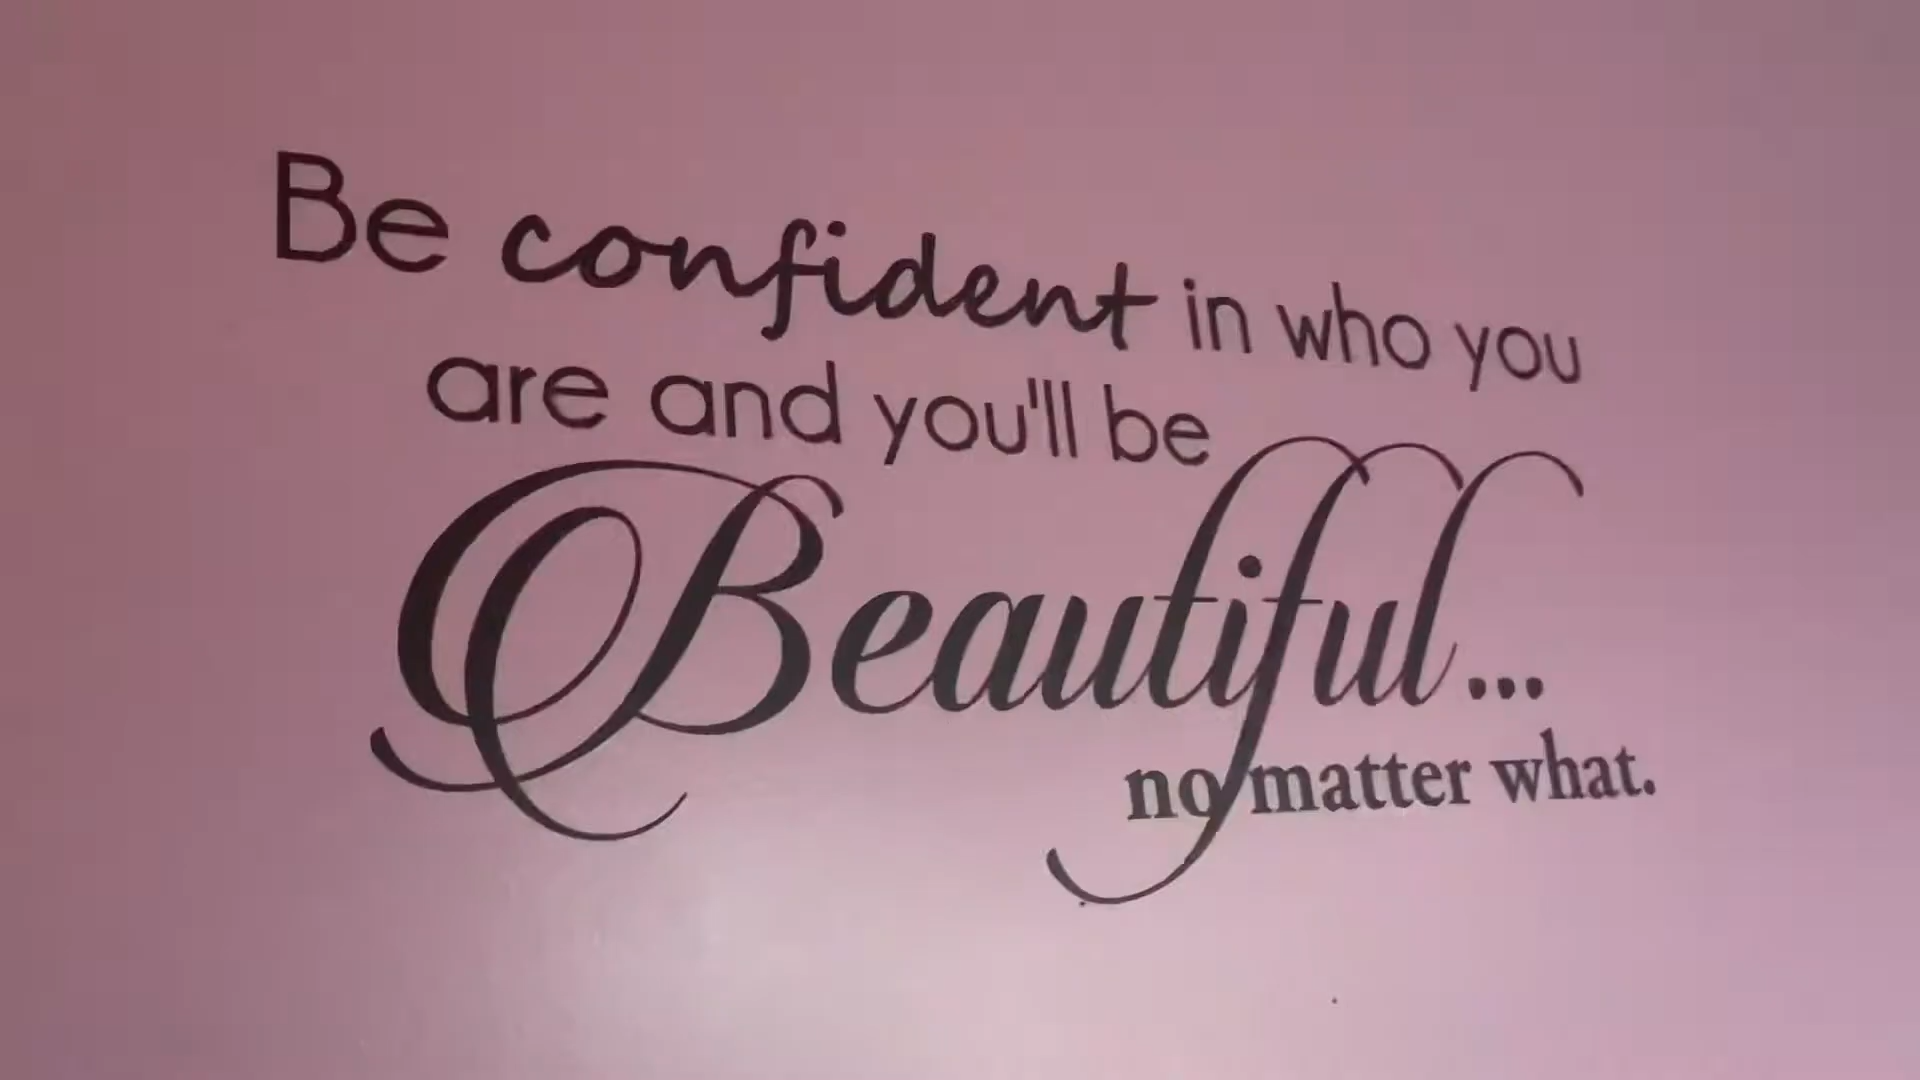 Be confident in who you
are and you'll be
Beautiful...
no matter what.